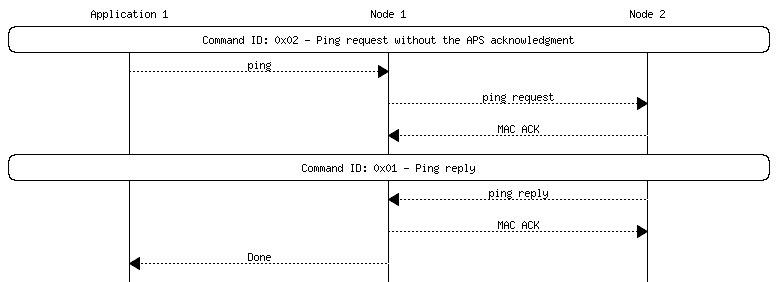 Application 1 Node 1 Node 2
Command ID: 0x02 - Ping request without the APS acknowledgment
ping
ping request
MAC ACK
Command ID: 0x01 - Ping reply
ping reply
MAC ACK
Done